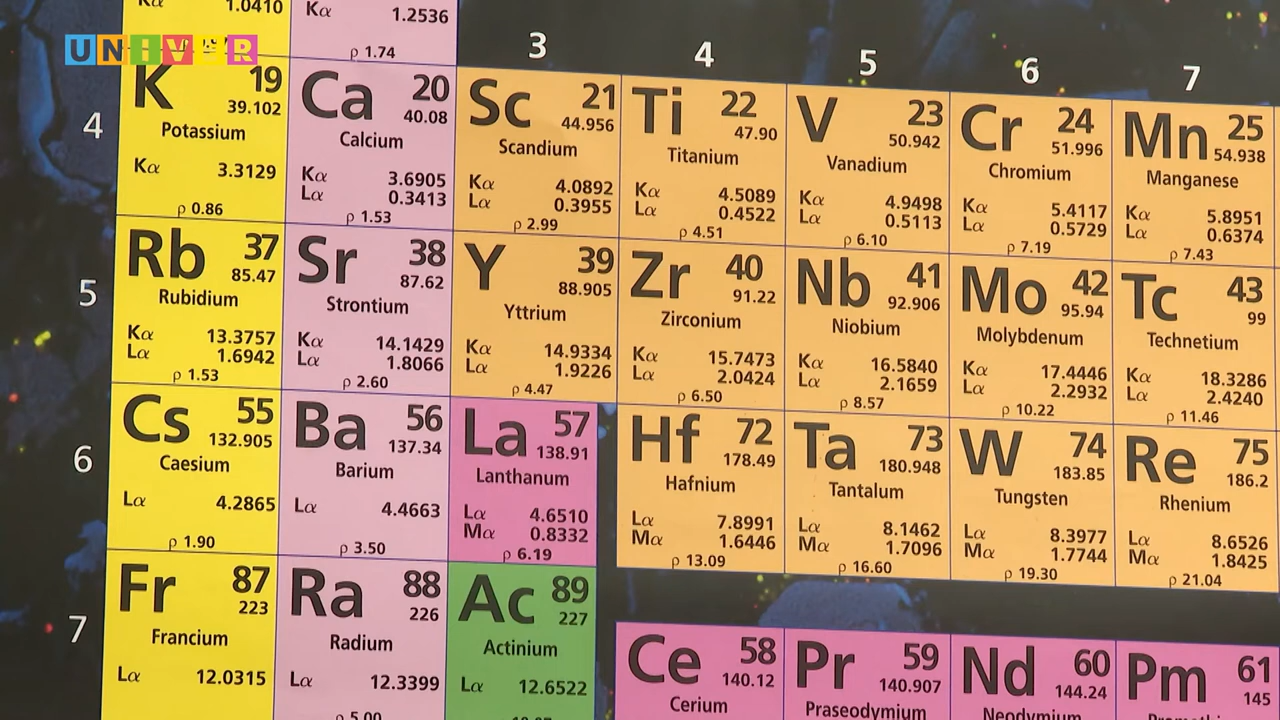 Kα 1.0410
Kα 1.2536
ρ 1.74
UNIVER
3 4 5 6 7
4
K 19
39.102
Potassium
Kα 3.3129
ρ 0.86
Ca 20
40.08
Calcium
Kα 3.6905
Lα 0.3413
ρ 1.53
Sc 21
44.956
Scandium
Kα 4.0892
Lα 0.3955
ρ 2.99
Ti 22
47.90
Titanium
Kα 4.5089
Lα 0.4522
ρ 4.51
V 23
50.942
Vanadium
Kα 4.9498
Lα 0.5113
ρ 6.10
Cr 24
51.996
Chromium
Kα 5.4117
Lα 0.5729
ρ 7.19
Mn 25
54.938
Manganese
Kα 5.8951
Lα 0.6374
ρ 7.43
5
Rb 37
85.47
Rubidium
Kα 13.3757
Lα 1.6942
ρ 1.53
Sr 38
87.62
Strontium
Kα 14.1429
Lα 1.8066
ρ 2.60
Y 39
88.905
Yttrium
Kα 14.9334
Lα 1.9226
ρ 4.47
Zr 40
91.22
Zirconium
Kα 15.7473
Lα 2.0424
ρ 6.50
Nb 41
92.906
Niobium
Kα 16.5840
Lα 2.1659
ρ 8.57
Mo 42
95.94
Molybdenum
Kα 17.4446
Lα 2.2932
ρ 10.22
Tc 43
99
Technetium
Kα 18.3286
Lα 2.4240
ρ 11.46
6
Cs 55
132.905
Caesium
Lα 4.2865
ρ 1.90
Ba 56
137.34
Barium
Lα 4.4663
ρ 3.50
La 57
138.91
Lanthanum
Lα 4.6510
Mα 0.8332
ρ 6.19
Hf 72
178.49
Hafnium
Lα 7.8991
Mα 1.6446
ρ 13.09
Ta 73
180.948
Tantalum
Lα 8.1462
Mα 1.7096
ρ 16.60
W 74
183.85
Tungsten
Lα 8.3977
Mα 1.7744
ρ 19.30
Re 75
186.2
Rhenium
Lα 8.6526
Mα 1.8425
ρ 21.04
7
Fr 87
223
Francium
Lα 12.0315
Ra 88
226
Radium
Lα 12.3399
ρ 5.00
Ac 89
227
Actinium
Lα 12.6522
Ce 58
140.12
Cerium
Pr 59
140.907
Praseodymium
Nd 60
144.24
Neodymium
Pm 61
145